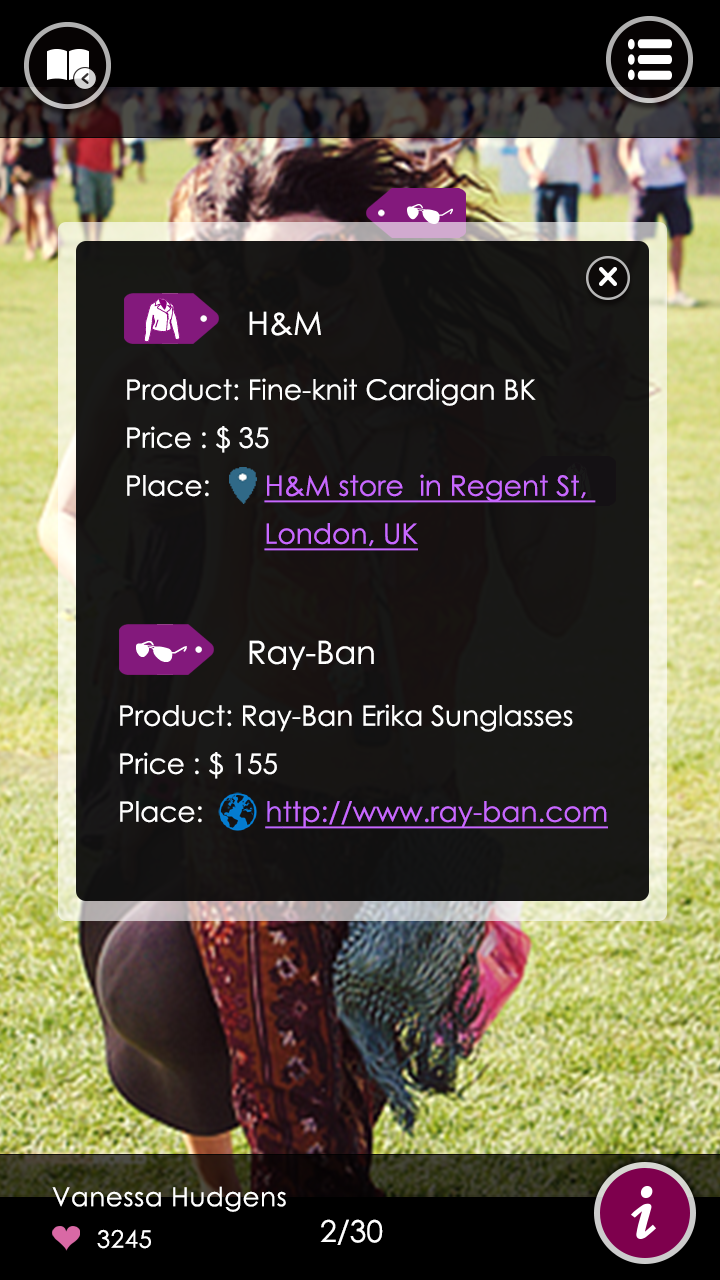 H&M
Product: Fine-knit Cardigan BK
Price : $ 35
Place: H&M store in Regent St,
London, UK
Ray-Ban
Product: Ray-Ban Erika Sunglasses
Price : $ 155
Place: http://www.ray-ban.com
Vanessa Hudgens
3245
2/30
i